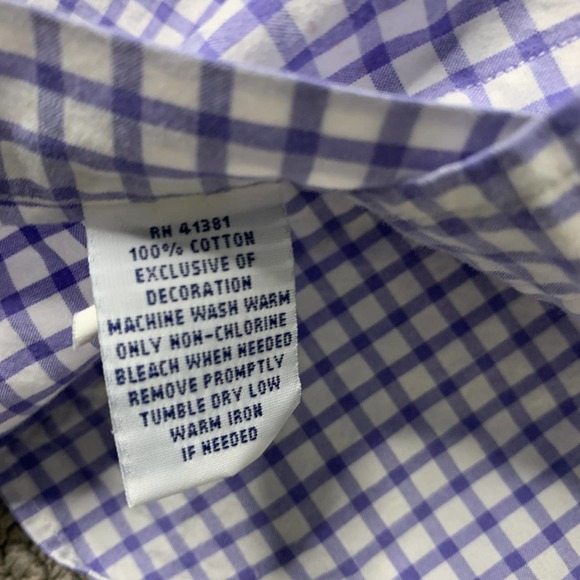 RH 41381
100% COTTON
EXCLUSIVE OF
DECORATION
MACHINE WASH WARM
ONLY NON-CHLORINE
BLEACH WHEN NEEDED
REMOVE PROMPTLY
TUMBLE DRY LOW
WARM IRON
IF NEEDED